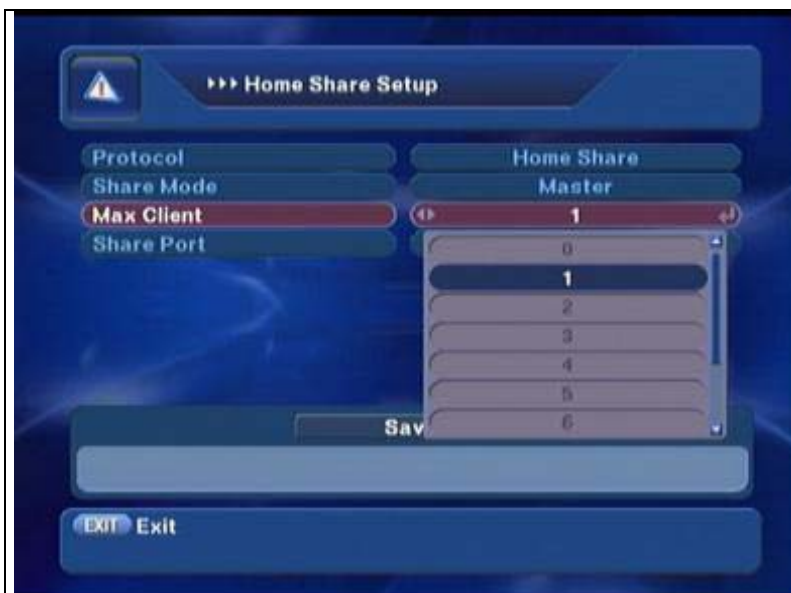 ▸▸▸ Home Share Setup
Protocol Home Share
Share Mode Master
Max Client 1
Share Port
0
1
2
3
4
5
6
Sav
EXIT Exit